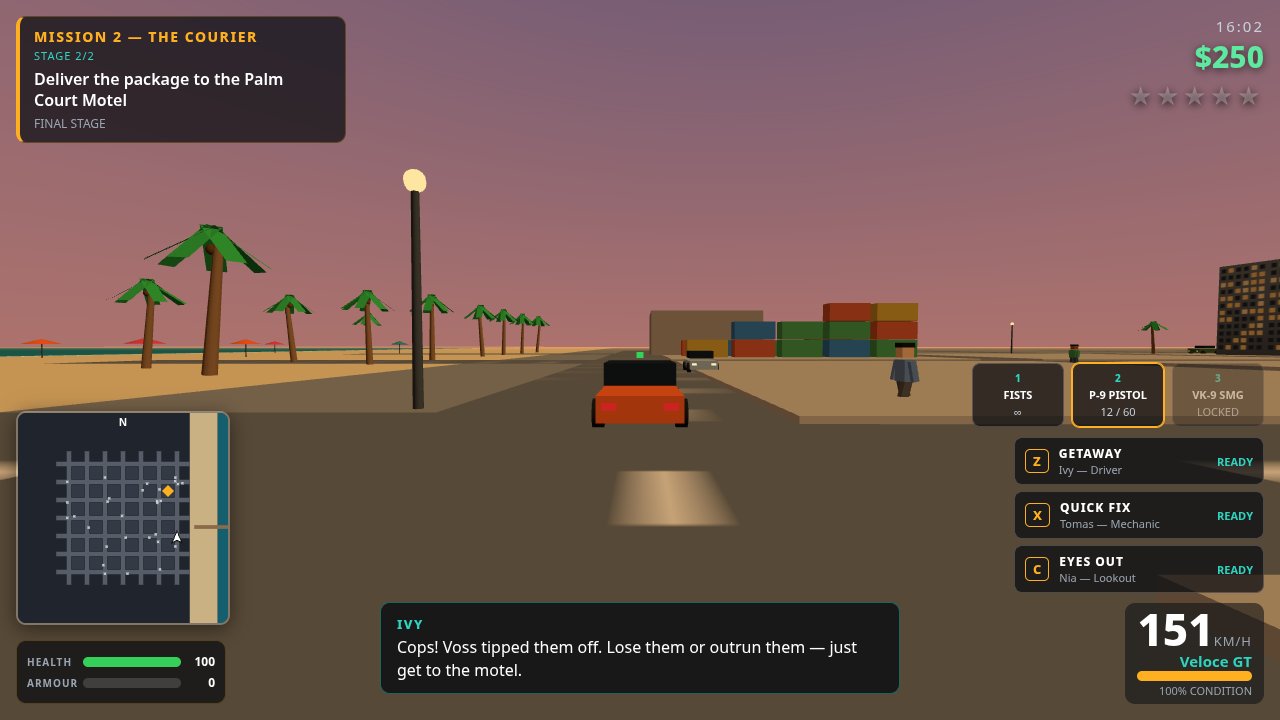 MISSION 2 — THE COURIER
STAGE 2/2
Deliver the package to the Palm
Court Motel
FINAL STAGE
16:02
$250
★★★★★
1
FISTS
∞
2
P-9 PISTOL
12 / 60
3
VK-9 SMG
LOCKED
N
Z
GETAWAY
Ivy — Driver
READY
X
QUICK FIX
Tomas — Mechanic
READY
C
EYES OUT
Nia — Lookout
READY
IVY
Cops! Voss tipped them off. Lose them or outrun them — just
get to the motel.
HEALTH 100
ARMOUR 0
151 KM/H
Veloce GT
100% CONDITION